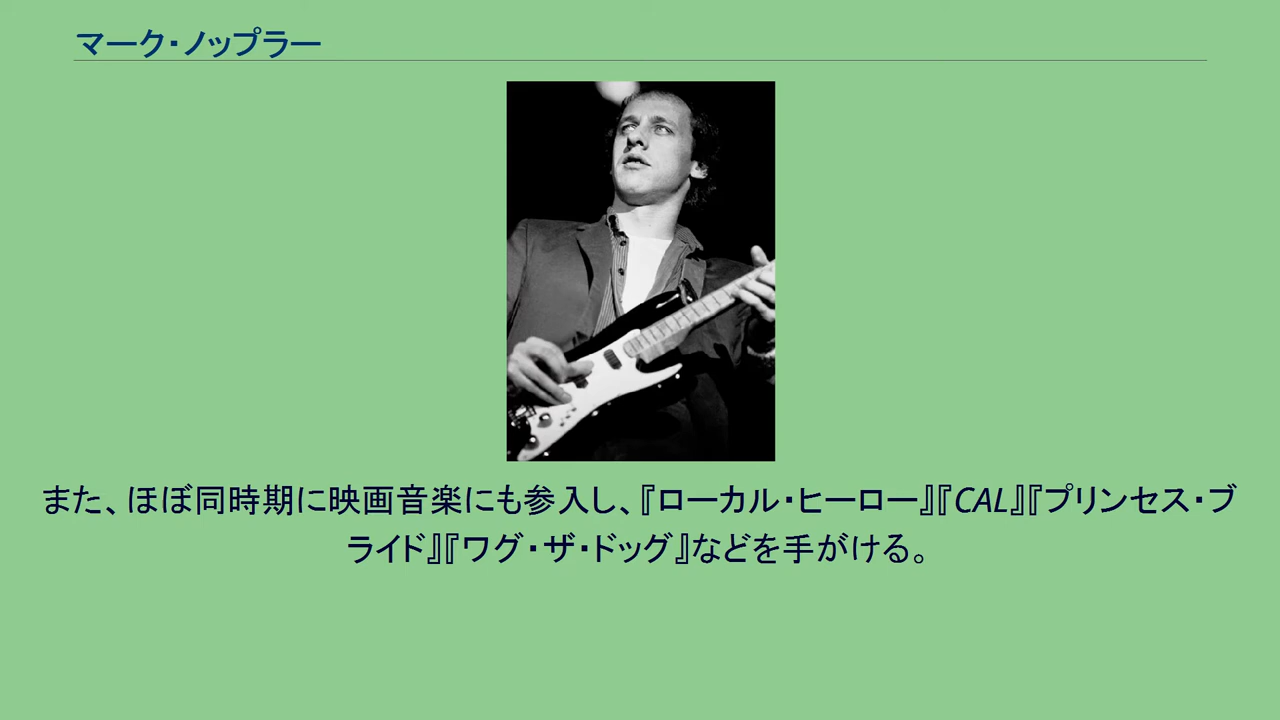 マーク・ノップラー
また、ほぼ同時期に映画音楽にも参入し、『ローカル・ヒーロー』『CAL』『プリンセス・ブ
ライド』『ワグ・ザ・ドッグ』などを手がける。